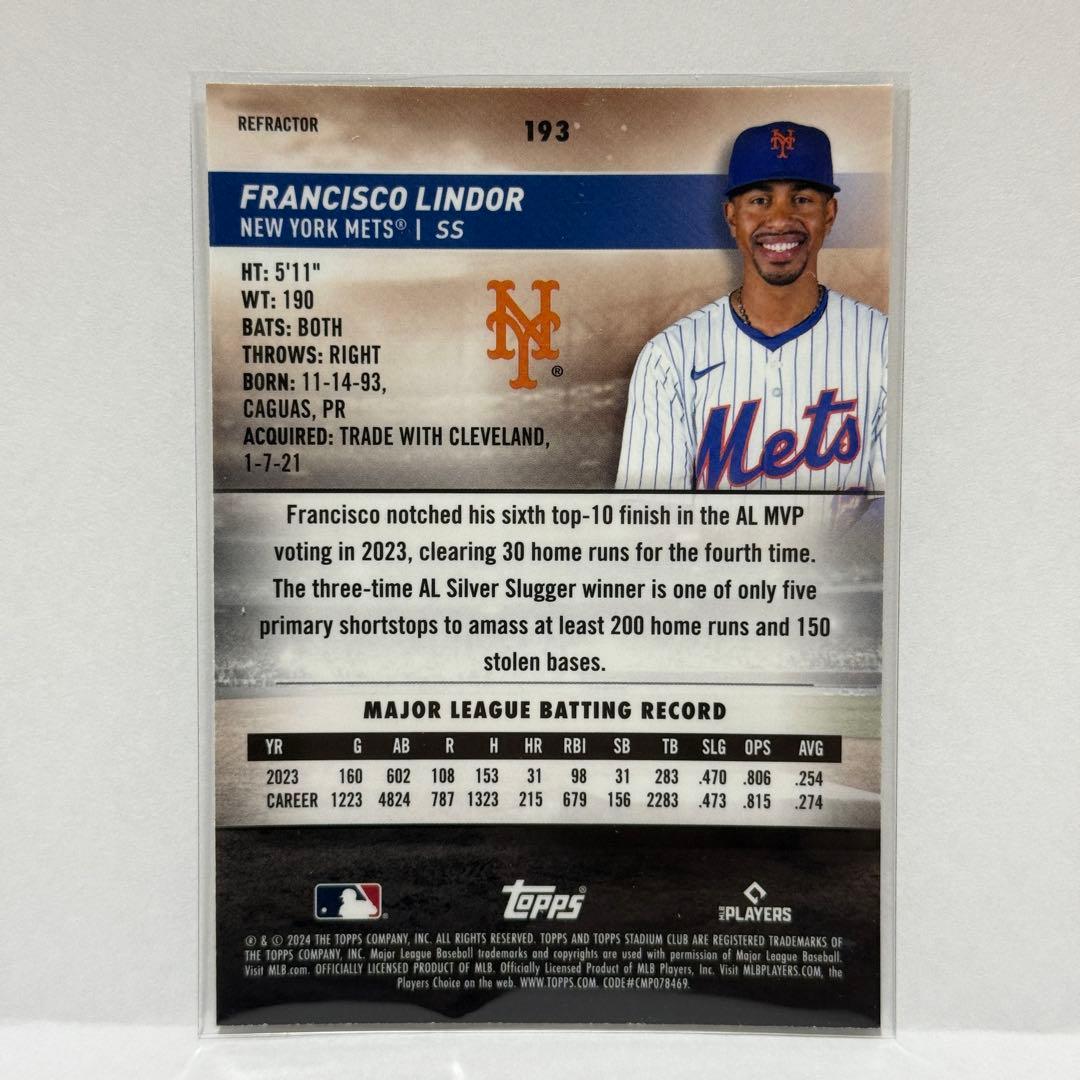 REFRACTOR
193
FRANCISCO LINDOR
NEW YORK METS® | SS
HT: 5'11"
WT: 190
BATS: BOTH
THROWS: RIGHT
BORN: 11-14-93,
CAGUAS, PR
ACQUIRED: TRADE WITH CLEVELAND,
1-7-21
NY
NY®
Mets
Francisco notched his sixth top-10 finish in the AL MVP
voting in 2023, clearing 30 home runs for the fourth time.
The three-time AL Silver Slugger winner is one of only five
primary shortstops to amass at least 200 home runs and 150
stolen bases.
MAJOR LEAGUE BATTING RECORD
YR G AB R H HR RBI SB TB SLG OPS AVG
2023 160 602 108 153 31 98 31 283 .470 .806 .254
CAREER 1223 4824 787 1323 215 679 156 2283 .473 .815 .274
TOPPS®
MLB PLAYERS
® & © 2024 THE TOPPS COMPANY, INC. ALL RIGHTS RESERVED. TOPPS AND TOPPS STADIUM CLUB ARE REGISTERED TRADEMARKS OF
THE TOPPS COMPANY, INC. Major League Baseball trademarks and copyrights are used with permission of Major League Baseball.
Visit MLB.com. OFFICIALLY LICENSED PRODUCT OF MLB. Officially Licensed Product of MLB Players, Inc. Visit MLBPLAYERS.COM, the
Players Choice on the web. WWW.TOPPS.COM. CODE#CMP078469.